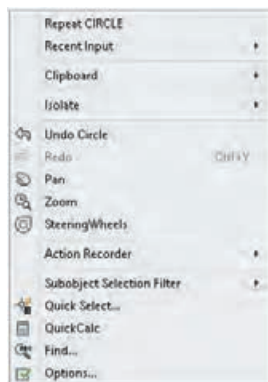 Repeat CIRCLE
Recent Input
Clipboard
Isolate
Undo Circle
Redo Ctrl+Y
Pan
Zoom
SteeringWheels
Action Recorder
Subobject Selection Filter
Quick Select...
QuickCalc
Find...
Options...